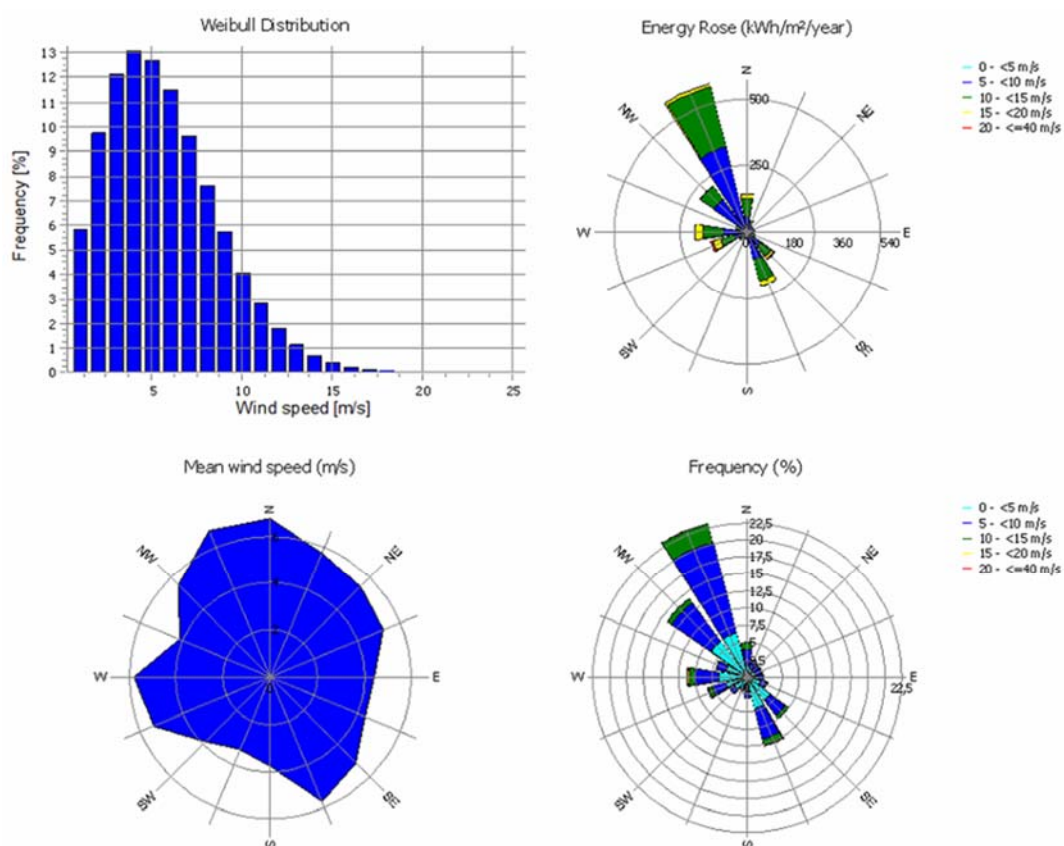 Weibull Distribution
13
12
11
10
9
8
7
6
5
4
3
2
1
0
Frequency [%]
5
10
15
20
25
Wind speed [m/s]
Energy Rose (kWh/m²/year)
N
NE
E
SE
S
SW
W
NW
500
250
0
180
360
540
0 - <5 m/s
5 - <10 m/s
10 - <15 m/s
15 - <20 m/s
20 - <=40 m/s
Mean wind speed (m/s)
N
NE
E
SE
S
SW
W
NW
Frequency (%)
N
NE
E
SE
S
SW
W
NW
22,5
20
17,5
15
12,5
10
7,5
5
22,5
0 - <5 m/s
5 - <10 m/s
10 - <15 m/s
15 - <20 m/s
20 - <=40 m/s